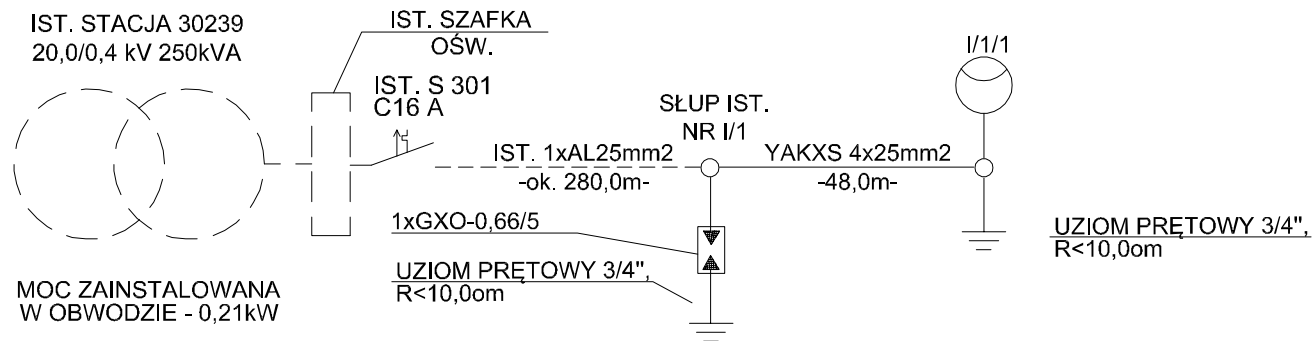 IST. STACJA 30239
20,0/0,4 kV 250kVA
IST. SZAFKA
OŚW.
IST. S 301
C16 A
SŁUP IST.
NR I/1
I/1/1
IST. 1xAL25mm2
-ok. 280,0m-
YAKXS 4x25mm2
-48,0m-
1xGXO-0,66/5
UZIOM PRĘTOWY 3/4",
R<10,0om
UZIOM PRĘTOWY 3/4",
R<10,0om
MOC ZAINSTALOWANA
W OBWODZIE - 0,21kW